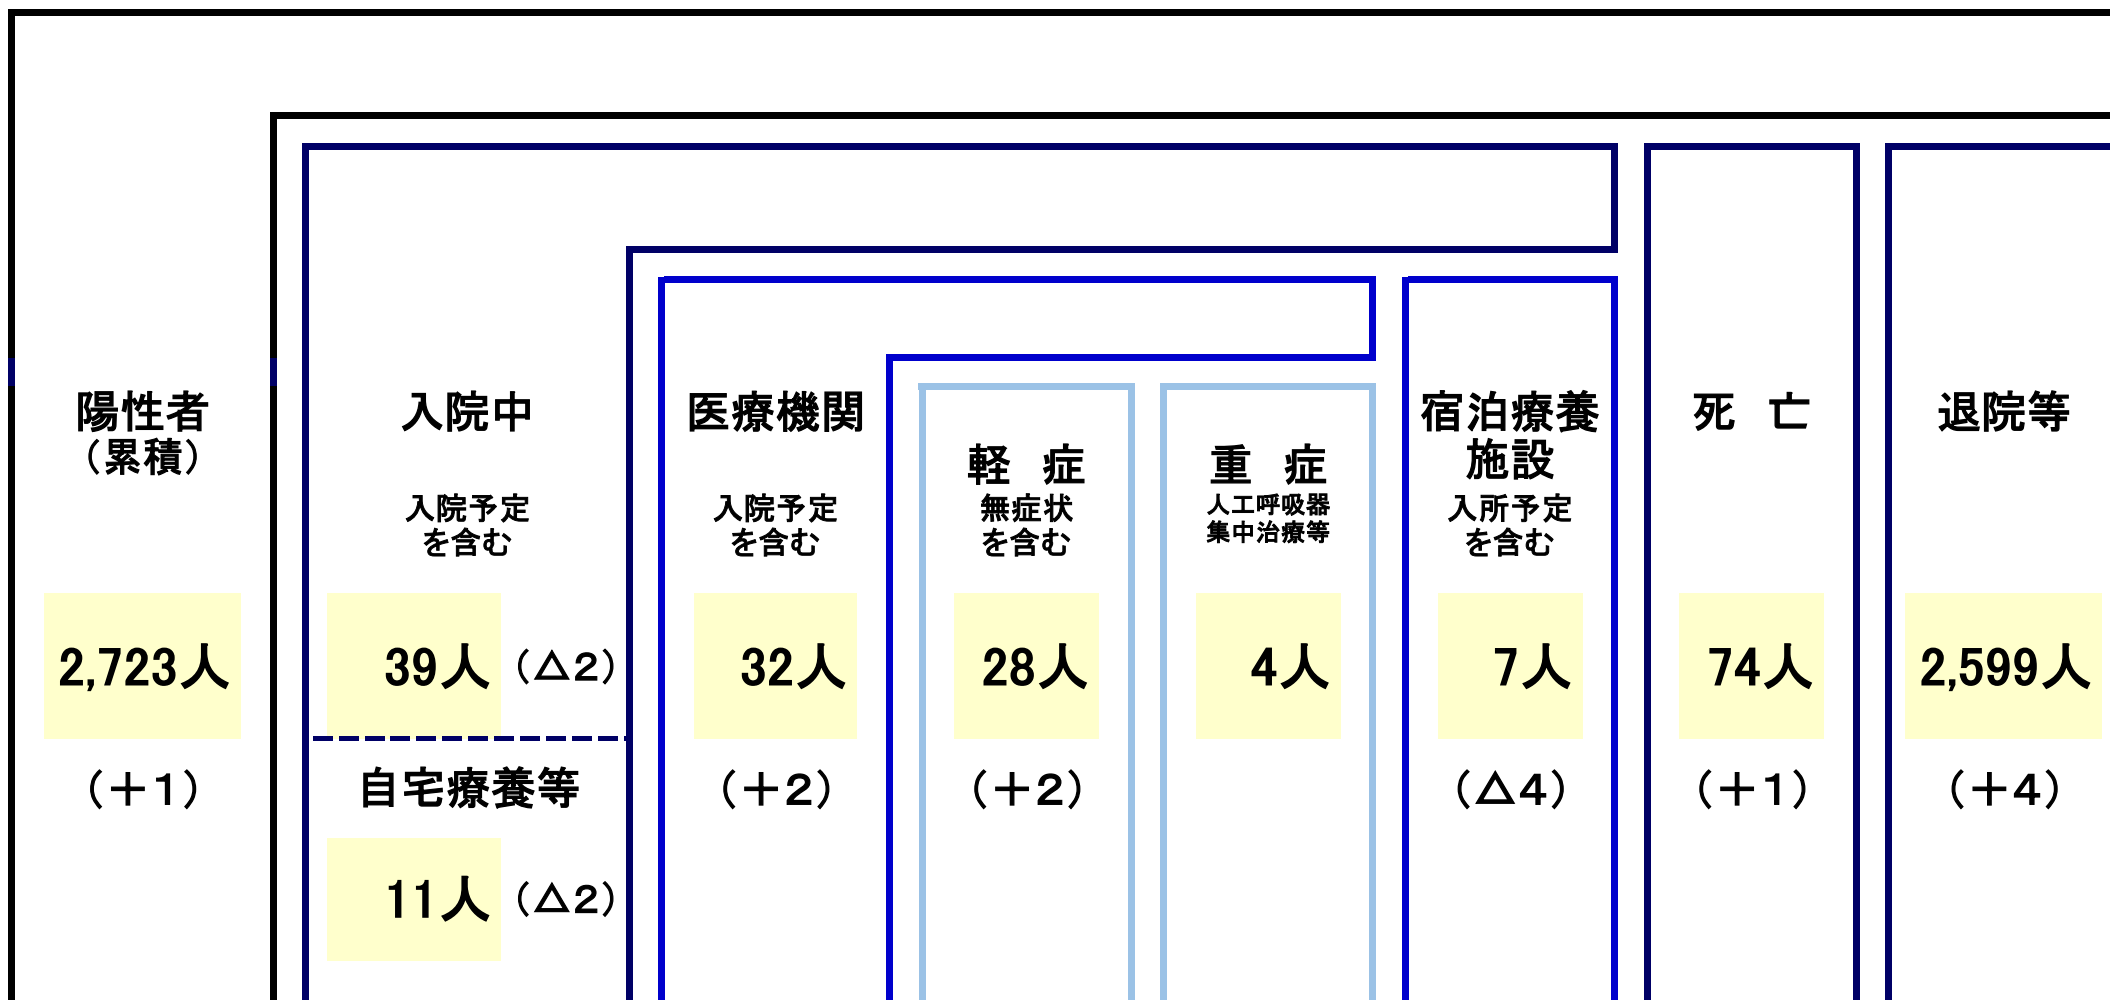 陽性者
（累積）
2,723人
（＋1）
入院中
入院予定
を含む
39人（△2）
自宅療養等
11人（△2）
医療機関
入院予定
を含む
32人
（＋2）
軽　症
無症状
を含む
28人
（＋2）
重　症
人工呼吸器
集中治療等
4人
宿泊療養
施設
入所予定
を含む
7人
（△4）
死　亡
74人
（＋1）
退院等
2,599人
（＋4）